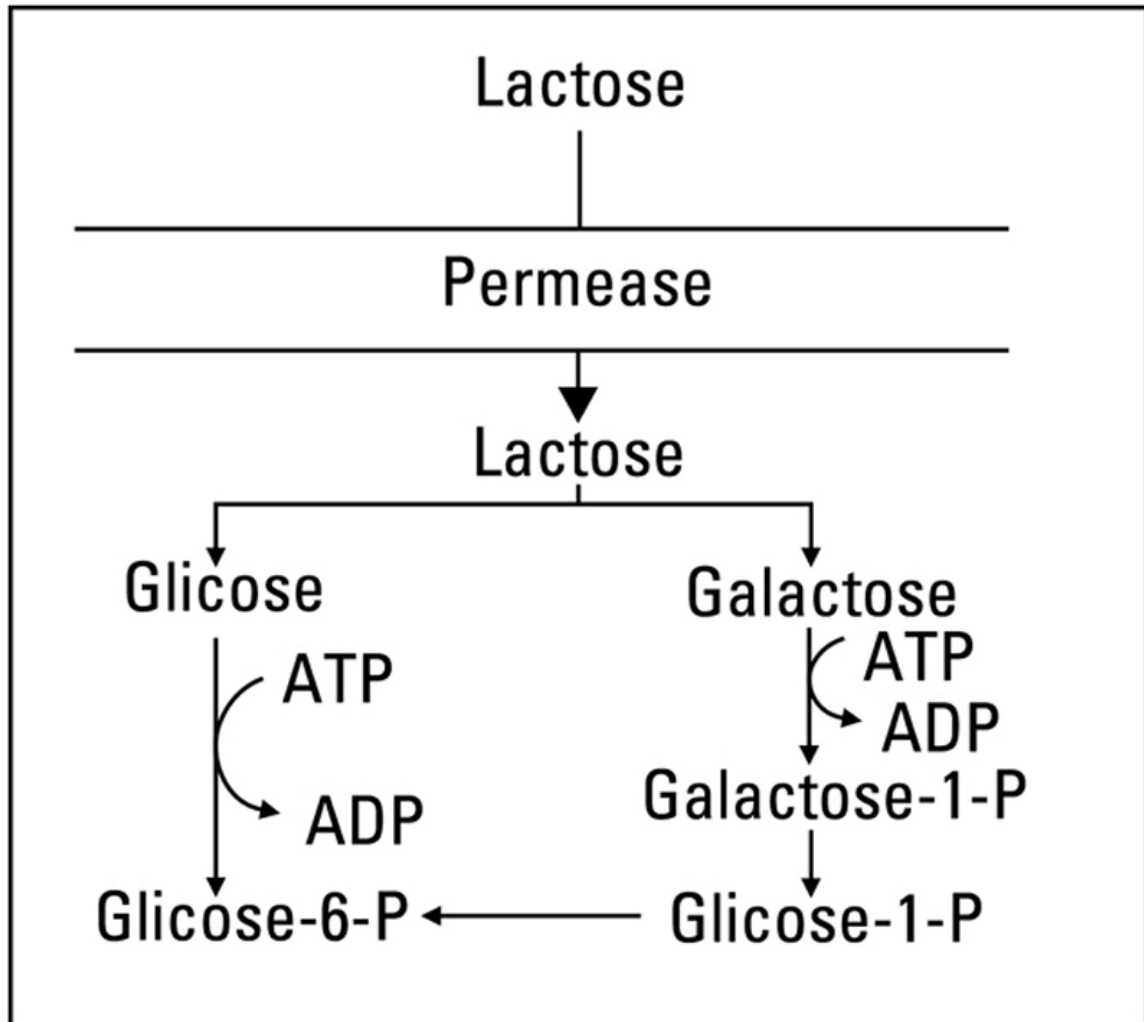 Lactose
Permease
Lactose
Glicose
Galactose
ATP
ADP
ATP
ADP
Galactose-1-P
Glicose-6-P
Glicose-1-P